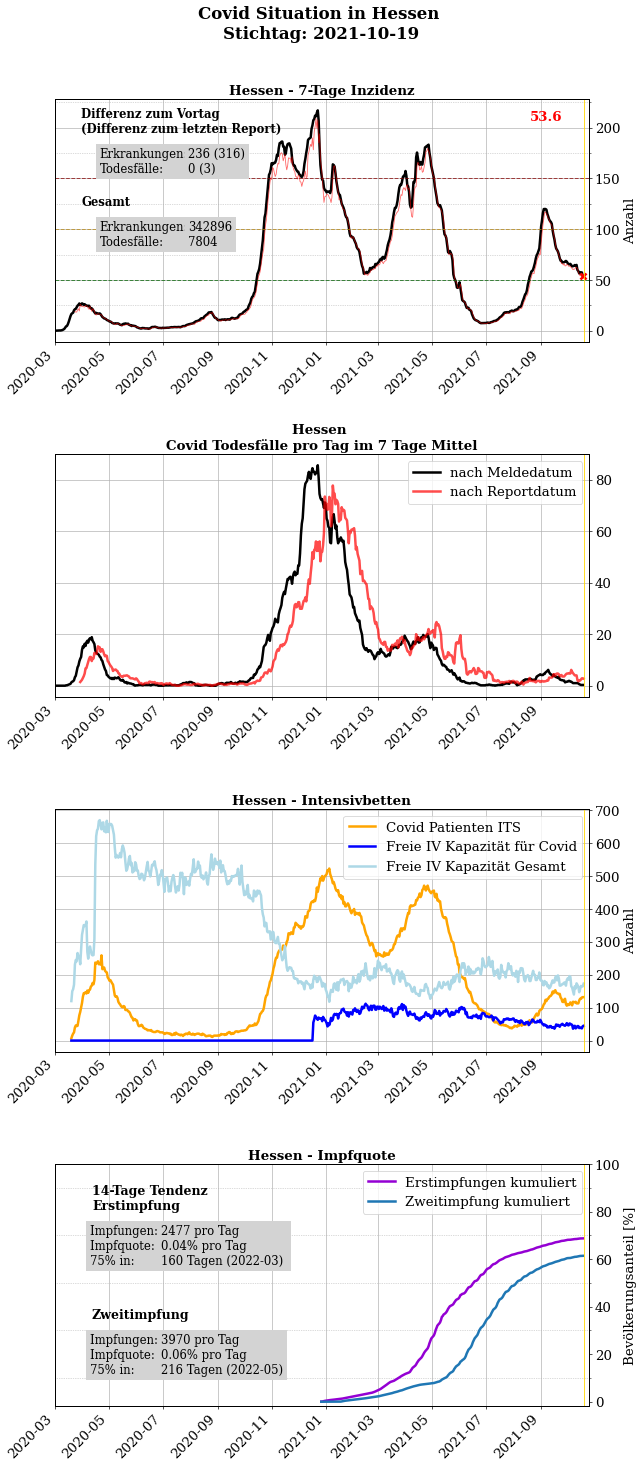 Covid Situation in Hessen
Stichtag: 2021-10-19
Hessen - 7-Tage Inzidenz
Differenz zum Vortag
(Differenz zum letzten Report)
Erkrankungen 236 (316)
Todesfälle: 0 (3)
Gesamt
Erkrankungen 342896
Todesfälle: 7804
53.6
200
150
100
50
0
Anzahl
2020-03 2020-05 2020-07 2020-09 2020-11 2021-01 2021-03 2021-05 2021-07 2021-09
Hessen
Covid Todesfälle pro Tag im 7 Tage Mittel
nach Meldedatum
nach Reportdatum
80
60
40
20
0
2020-03 2020-05 2020-07 2020-09 2020-11 2021-01 2021-03 2021-05 2021-07 2021-09
Hessen - Intensivbetten
Covid Patienten ITS
Freie IV Kapazität für Covid
Freie IV Kapazität Gesamt
700
600
500
400
300
200
100
0
Anzahl
2020-03 2020-05 2020-07 2020-09 2020-11 2021-01 2021-03 2021-05 2021-07 2021-09
Hessen - Impfquote
14-Tage Tendenz
Erstimpfung
Impfungen: 2477 pro Tag
Impfquote: 0.04% pro Tag
75% in: 160 Tagen (2022-03)
Zweitimpfung
Impfungen: 3970 pro Tag
Impfquote: 0.06% pro Tag
75% in: 216 Tagen (2022-05)
Erstimpfungen kumuliert
Zweitimpfung kumuliert
100
80
60
40
20
0
Bevölkerungsanteil [%]
2020-03 2020-05 2020-07 2020-09 2020-11 2021-01 2021-03 2021-05 2021-07 2021-09